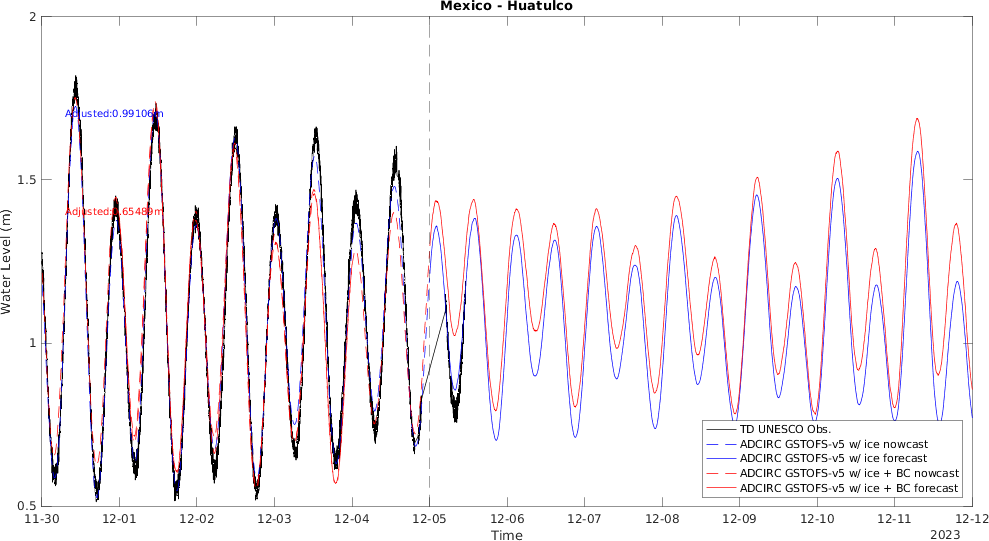 Mexico - Huatulco
2
1.5
1
0.5
Water Level (m)
Adjusted:0.99106m
Adjusted:0.65489m
TD UNESCO Obs.
ADCIRC GSTOFS-v5 w/ ice nowcast
ADCIRC GSTOFS-v5 w/ ice forecast
ADCIRC GSTOFS-v5 w/ ice + BC nowcast
ADCIRC GSTOFS-v5 w/ ice + BC forecast
11-30 12-01 12-02 12-03 12-04 12-05 12-06 12-07 12-08 12-09 12-10 12-11 12-12
Time
2023